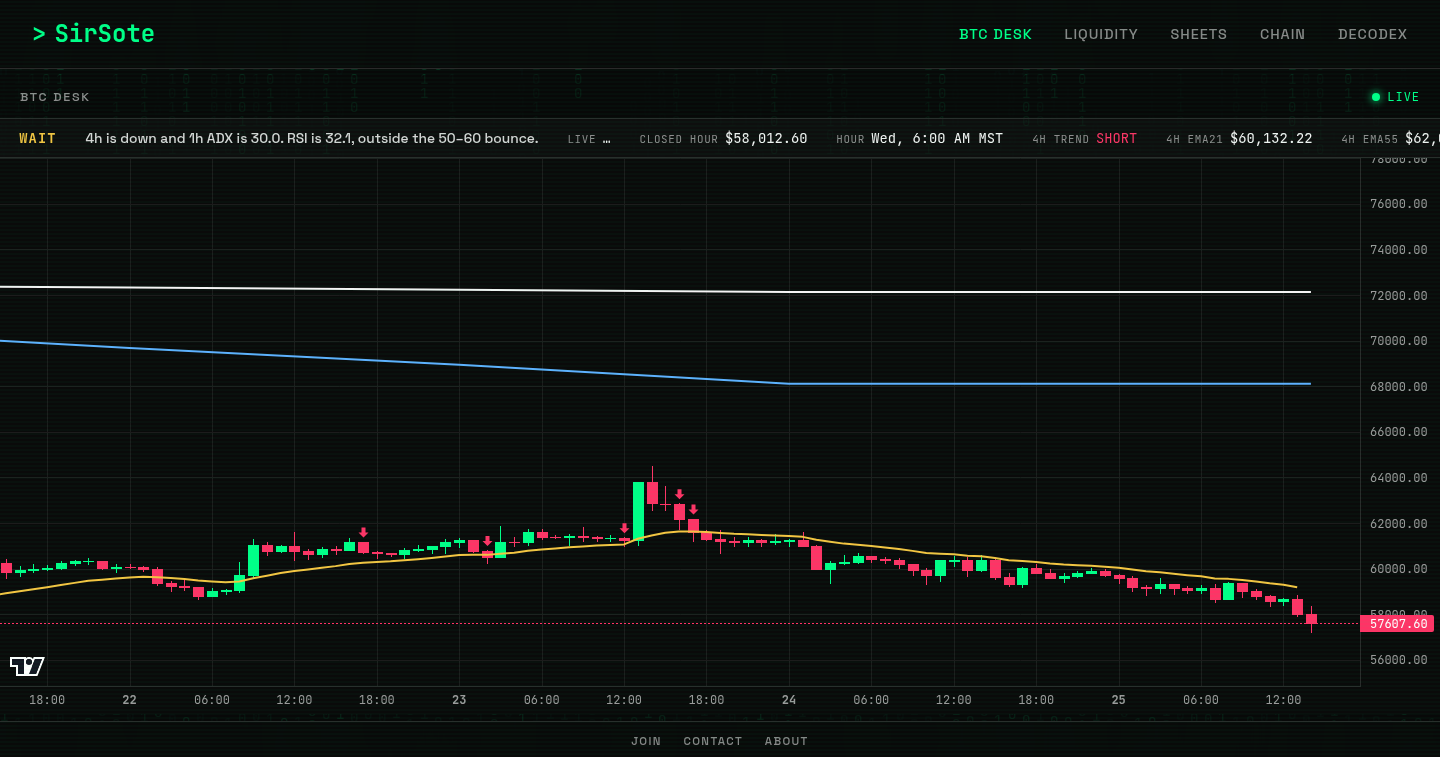 > SirSote
BTC DESK LIQUIDITY SHEETS CHAIN DECODEX
BTC DESK
LIVE
WAIT 4h is down and 1h ADX is 30.0. RSI is 32.1, outside the 50–60 bounce. LIVE … CLOSED HOUR $58,012.60 HOUR Wed, 6:00 AM MST 4H TREND SHORT 4H EMA21 $60,132.22 4H EMA55 $62,0
78000.00
76000.00
74000.00
72000.00
70000.00
68000.00
66000.00
64000.00
62000.00
60000.00
58000.00
57607.60
56000.00
18:00 22 06:00 12:00 18:00 23 06:00 12:00 18:00 24 06:00 12:00 18:00 25 06:00 12:00
JOIN CONTACT ABOUT